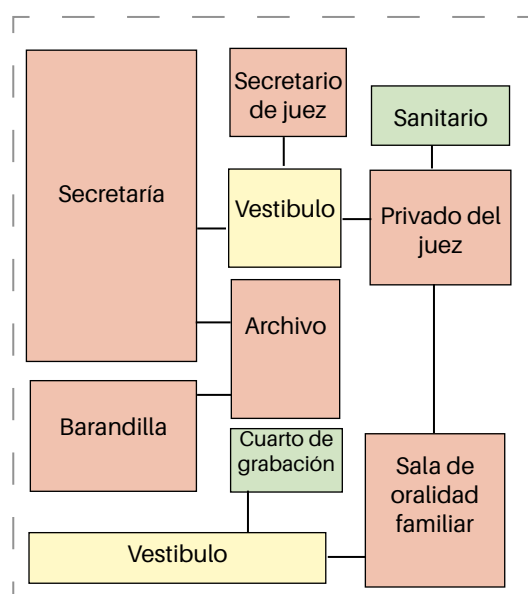 Secretario
de juez
Sanitario
Secretaría
Vestibulo
Privado del
juez
Archivo
Barandilla
Cuarto de
grabación
Sala de
oralidad
familiar
Vestibulo